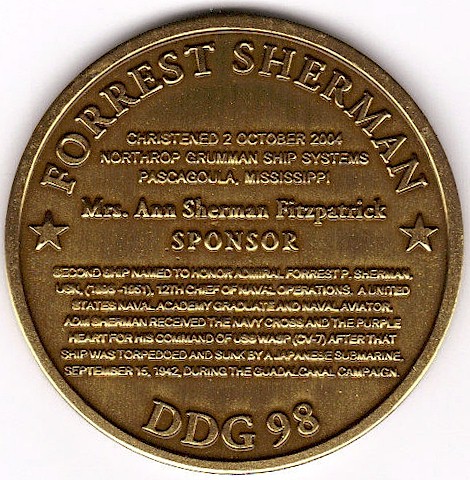 FORREST SHERMAN
CHRISTENED 2 OCTOBER 2004
NORTHROP GRUMMAN SHIP SYSTEMS
PASCAGOULA, MISSISSIPPI
Mrs. Ann Sherman Fitzpatrick
SPONSOR
SECOND SHIP NAMED TO HONOR ADMIRAL FORREST P. SHERMAN,
USN, (1896-1951), 12TH CHIEF OF NAVAL OPERATIONS. A UNITED
STATES NAVAL ACADEMY GRADUATE AND NAVAL AVIATOR,
ADM SHERMAN RECEIVED THE NAVY CROSS AND THE PURPLE
HEART FOR HIS COMMAND OF USS WASP (CV-7) AFTER THAT
SHIP WAS TORPEDOED AND SUNK BY A JAPANESE SUBMARINE,
SEPTEMBER 15, 1942, DURING THE GUADALCANAL CAMPAIGN.
DDG 98